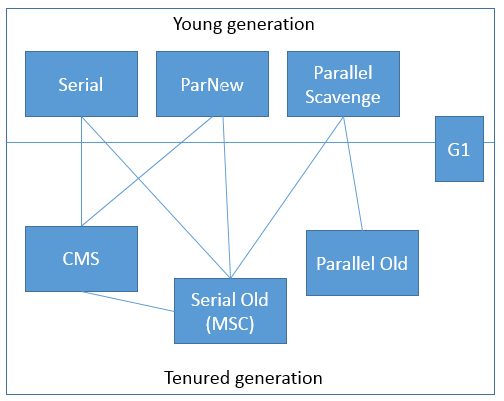 Young generation
Serial
ParNew
Parallel
Scavenge
G1
CMS
Parallel Old
Serial Old
(MSC)
Tenured generation